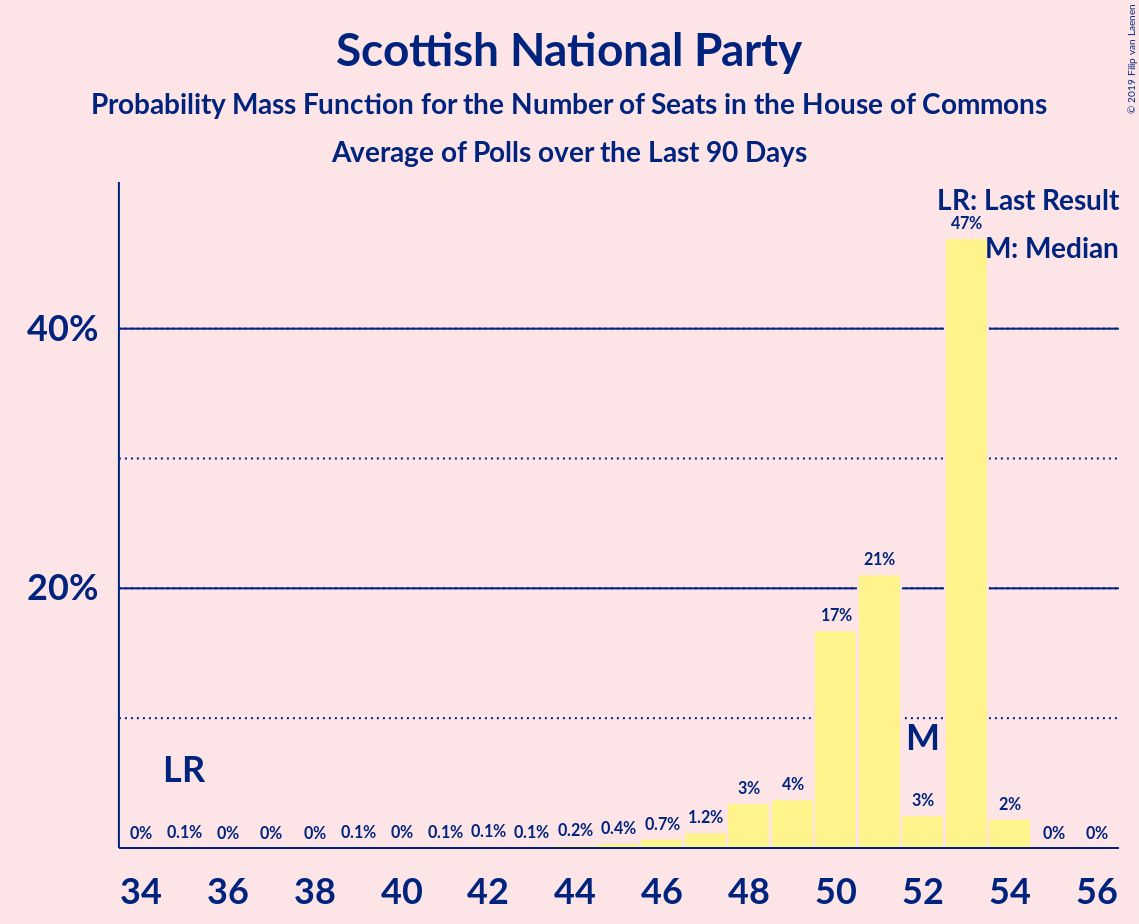 Scottish National Party
Probability Mass Function for the Number of Seats in the House of Commons
Average of Polls over the Last 90 Days
© 2019 Filip van Laenen
LR: Last Result
M: Median
40%
20%
47%
21%
17%
M
LR
0% 0.1% 0% 0% 0% 0.1% 0% 0.1% 0.1% 0.1% 0.2% 0.4% 0.7% 1.2% 3% 4% 3% 2% 0% 0%
34 36 38 40 42 44 46 48 50 52 54 56